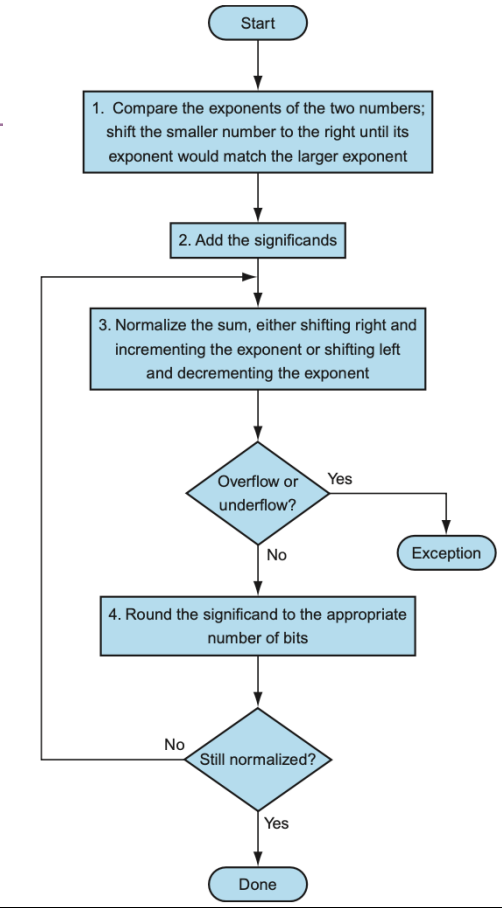 Start
1. Compare the exponents of the two numbers;
shift the smaller number to the right until its
exponent would match the larger exponent
2. Add the significands
3. Normalize the sum, either shifting right and
incrementing the exponent or shifting left
and decrementing the exponent
Overflow or
underflow?
Yes
Exception
No
4. Round the significand to the appropriate
number of bits
No
Still normalized?
Yes
Done